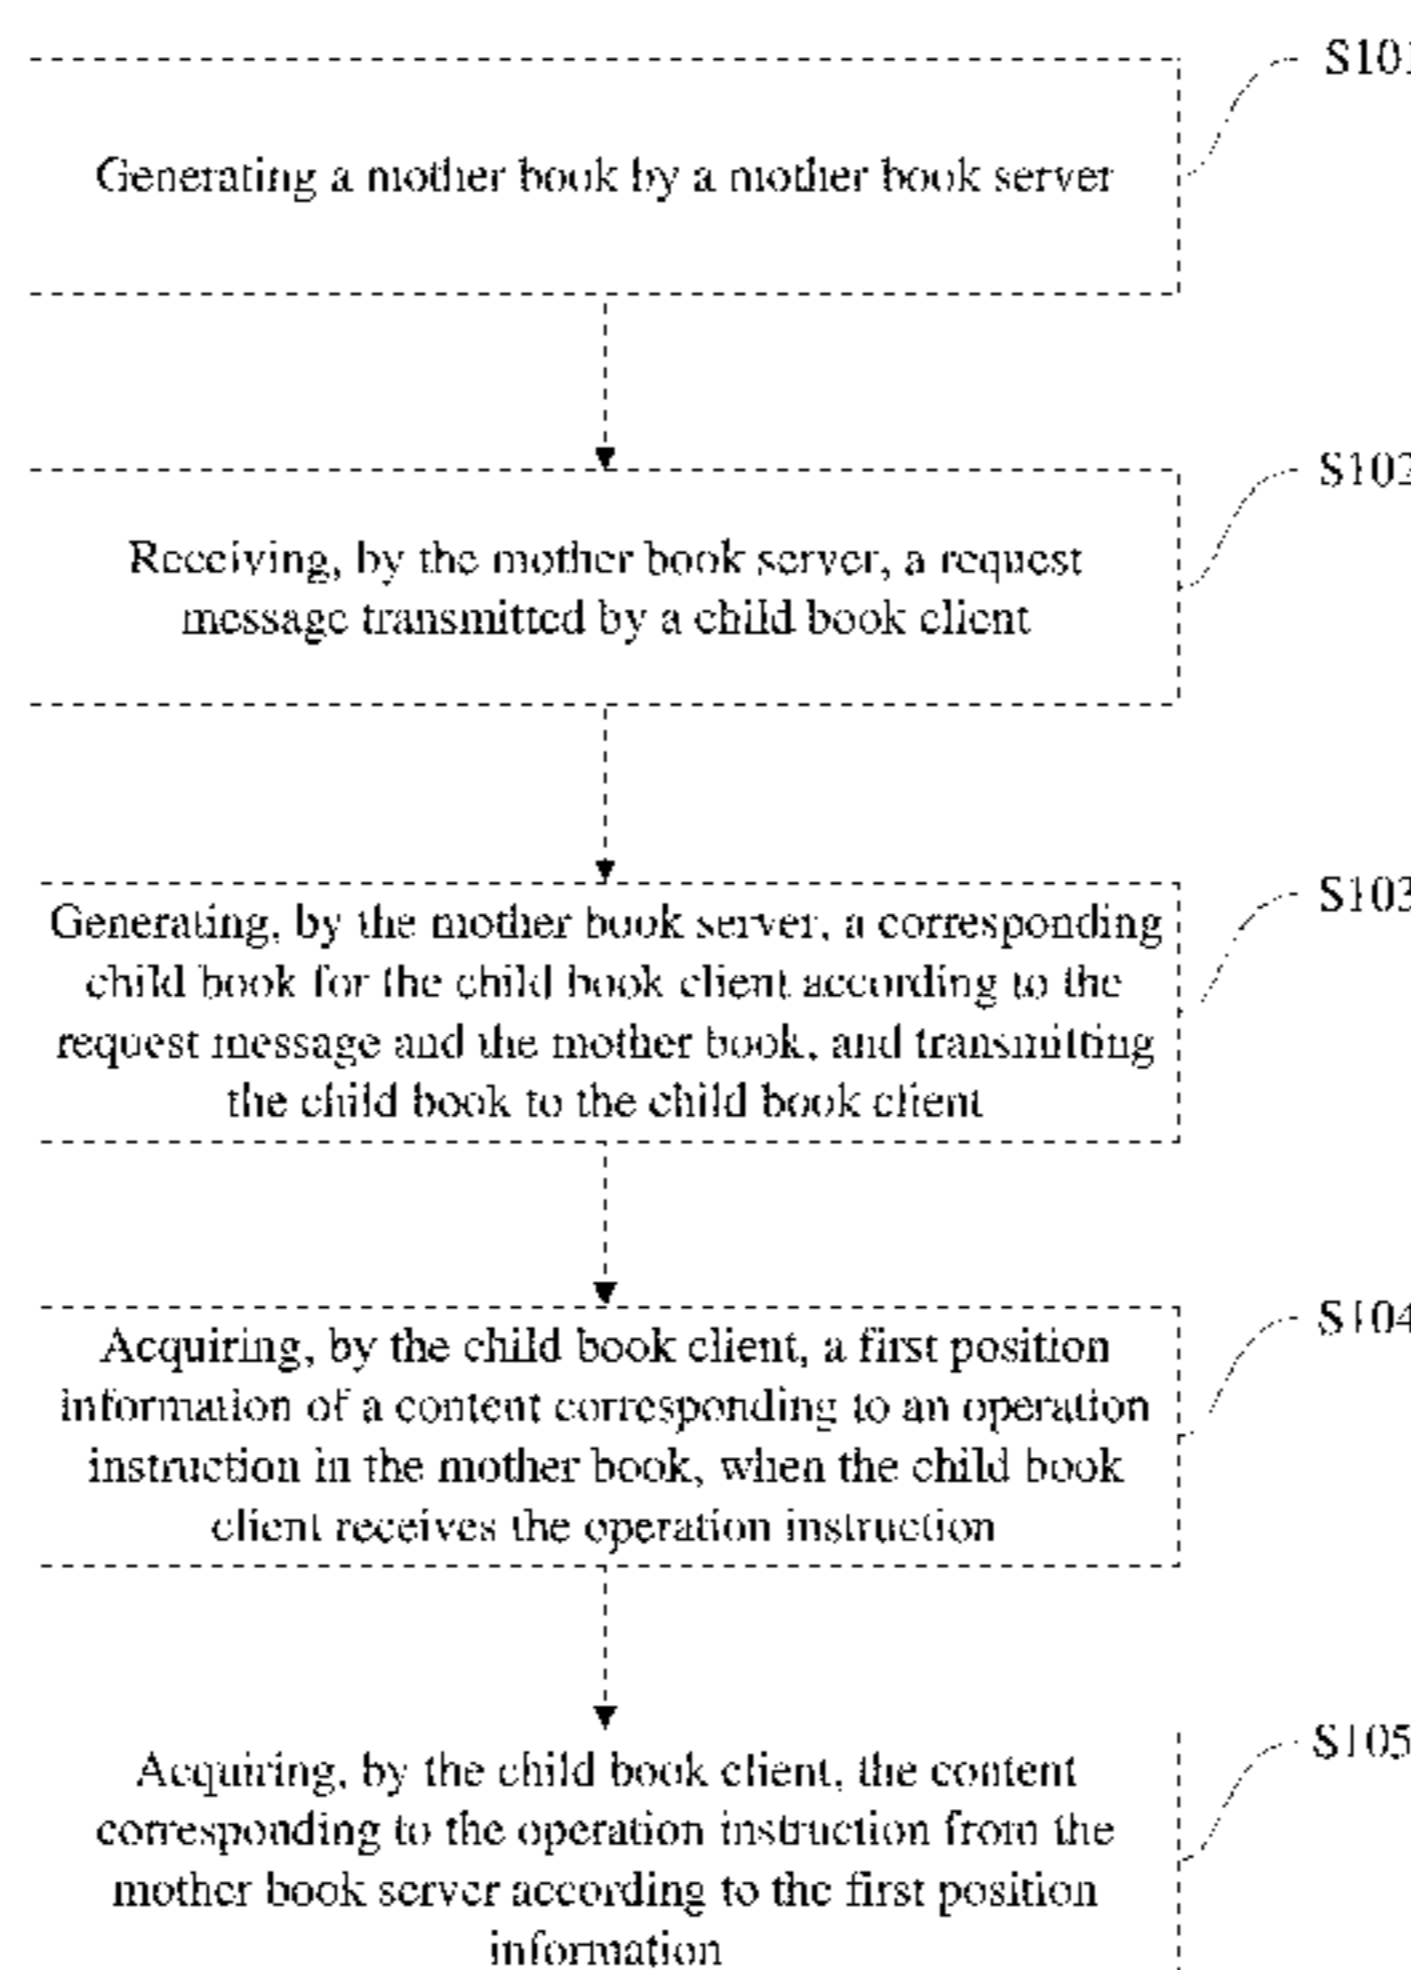 S101
Generating a mother book by a mother book server
S102
Receiving, by the mother book server, a request
message transmitted by a child book client
S103
Generating, by the mother book server, a corresponding
child book for the child book client according to the
request message and the mother book, and transmitting
the child book to the child book client
S104
Acquiring, by the child book client, a first position
information of a content corresponding to an operation
instruction in the mother book, when the child book
client receives the operation instruction
S105
Acquiring, by the child book client, the content
corresponding to the operation instruction from the
mother book server according to the first position
information